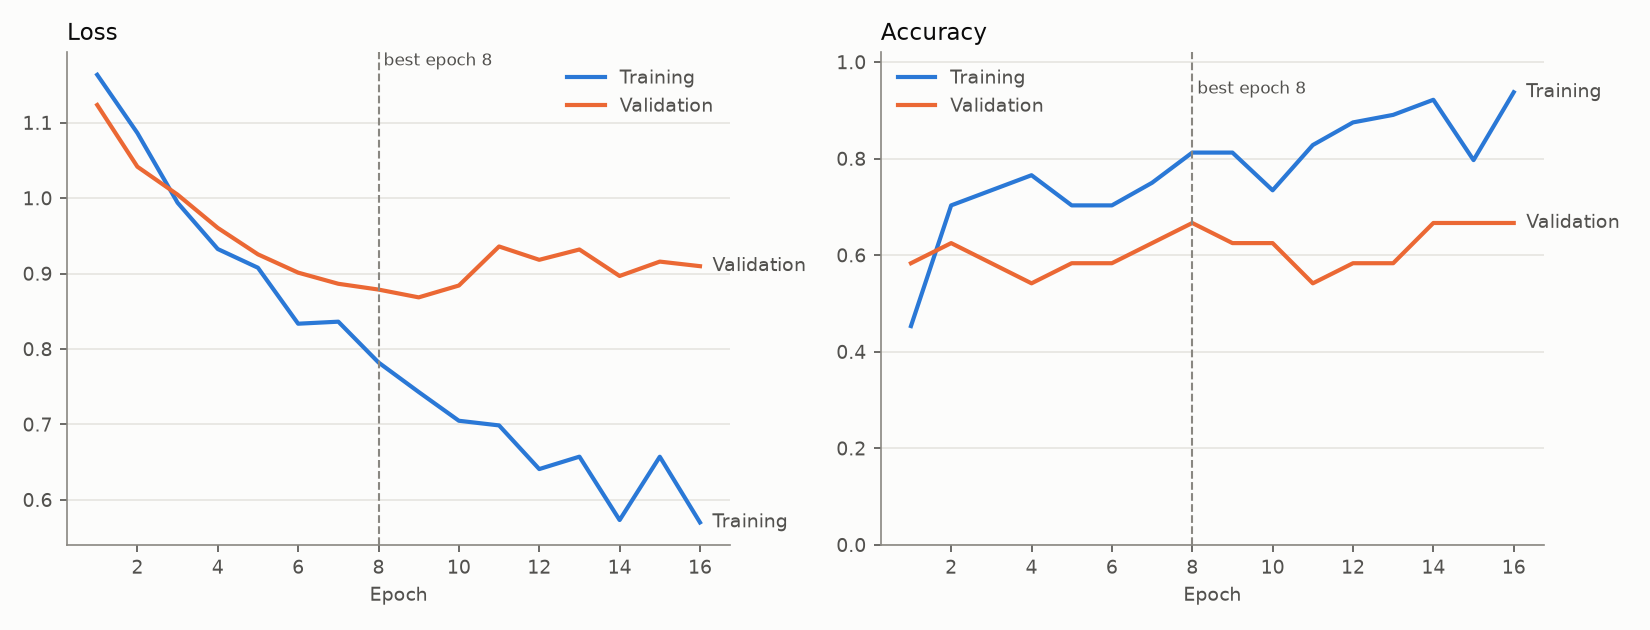 Loss
best epoch 8
Training
Validation
1.1
1.0
0.9
0.8
0.7
0.6
Validation
Training
2 4 6 8 10 12 14 16
Epoch
Accuracy
Training
Validation
best epoch 8
1.0
0.8
0.6
0.4
0.2
0.0
Training
Validation
2 4 6 8 10 12 14 16
Epoch